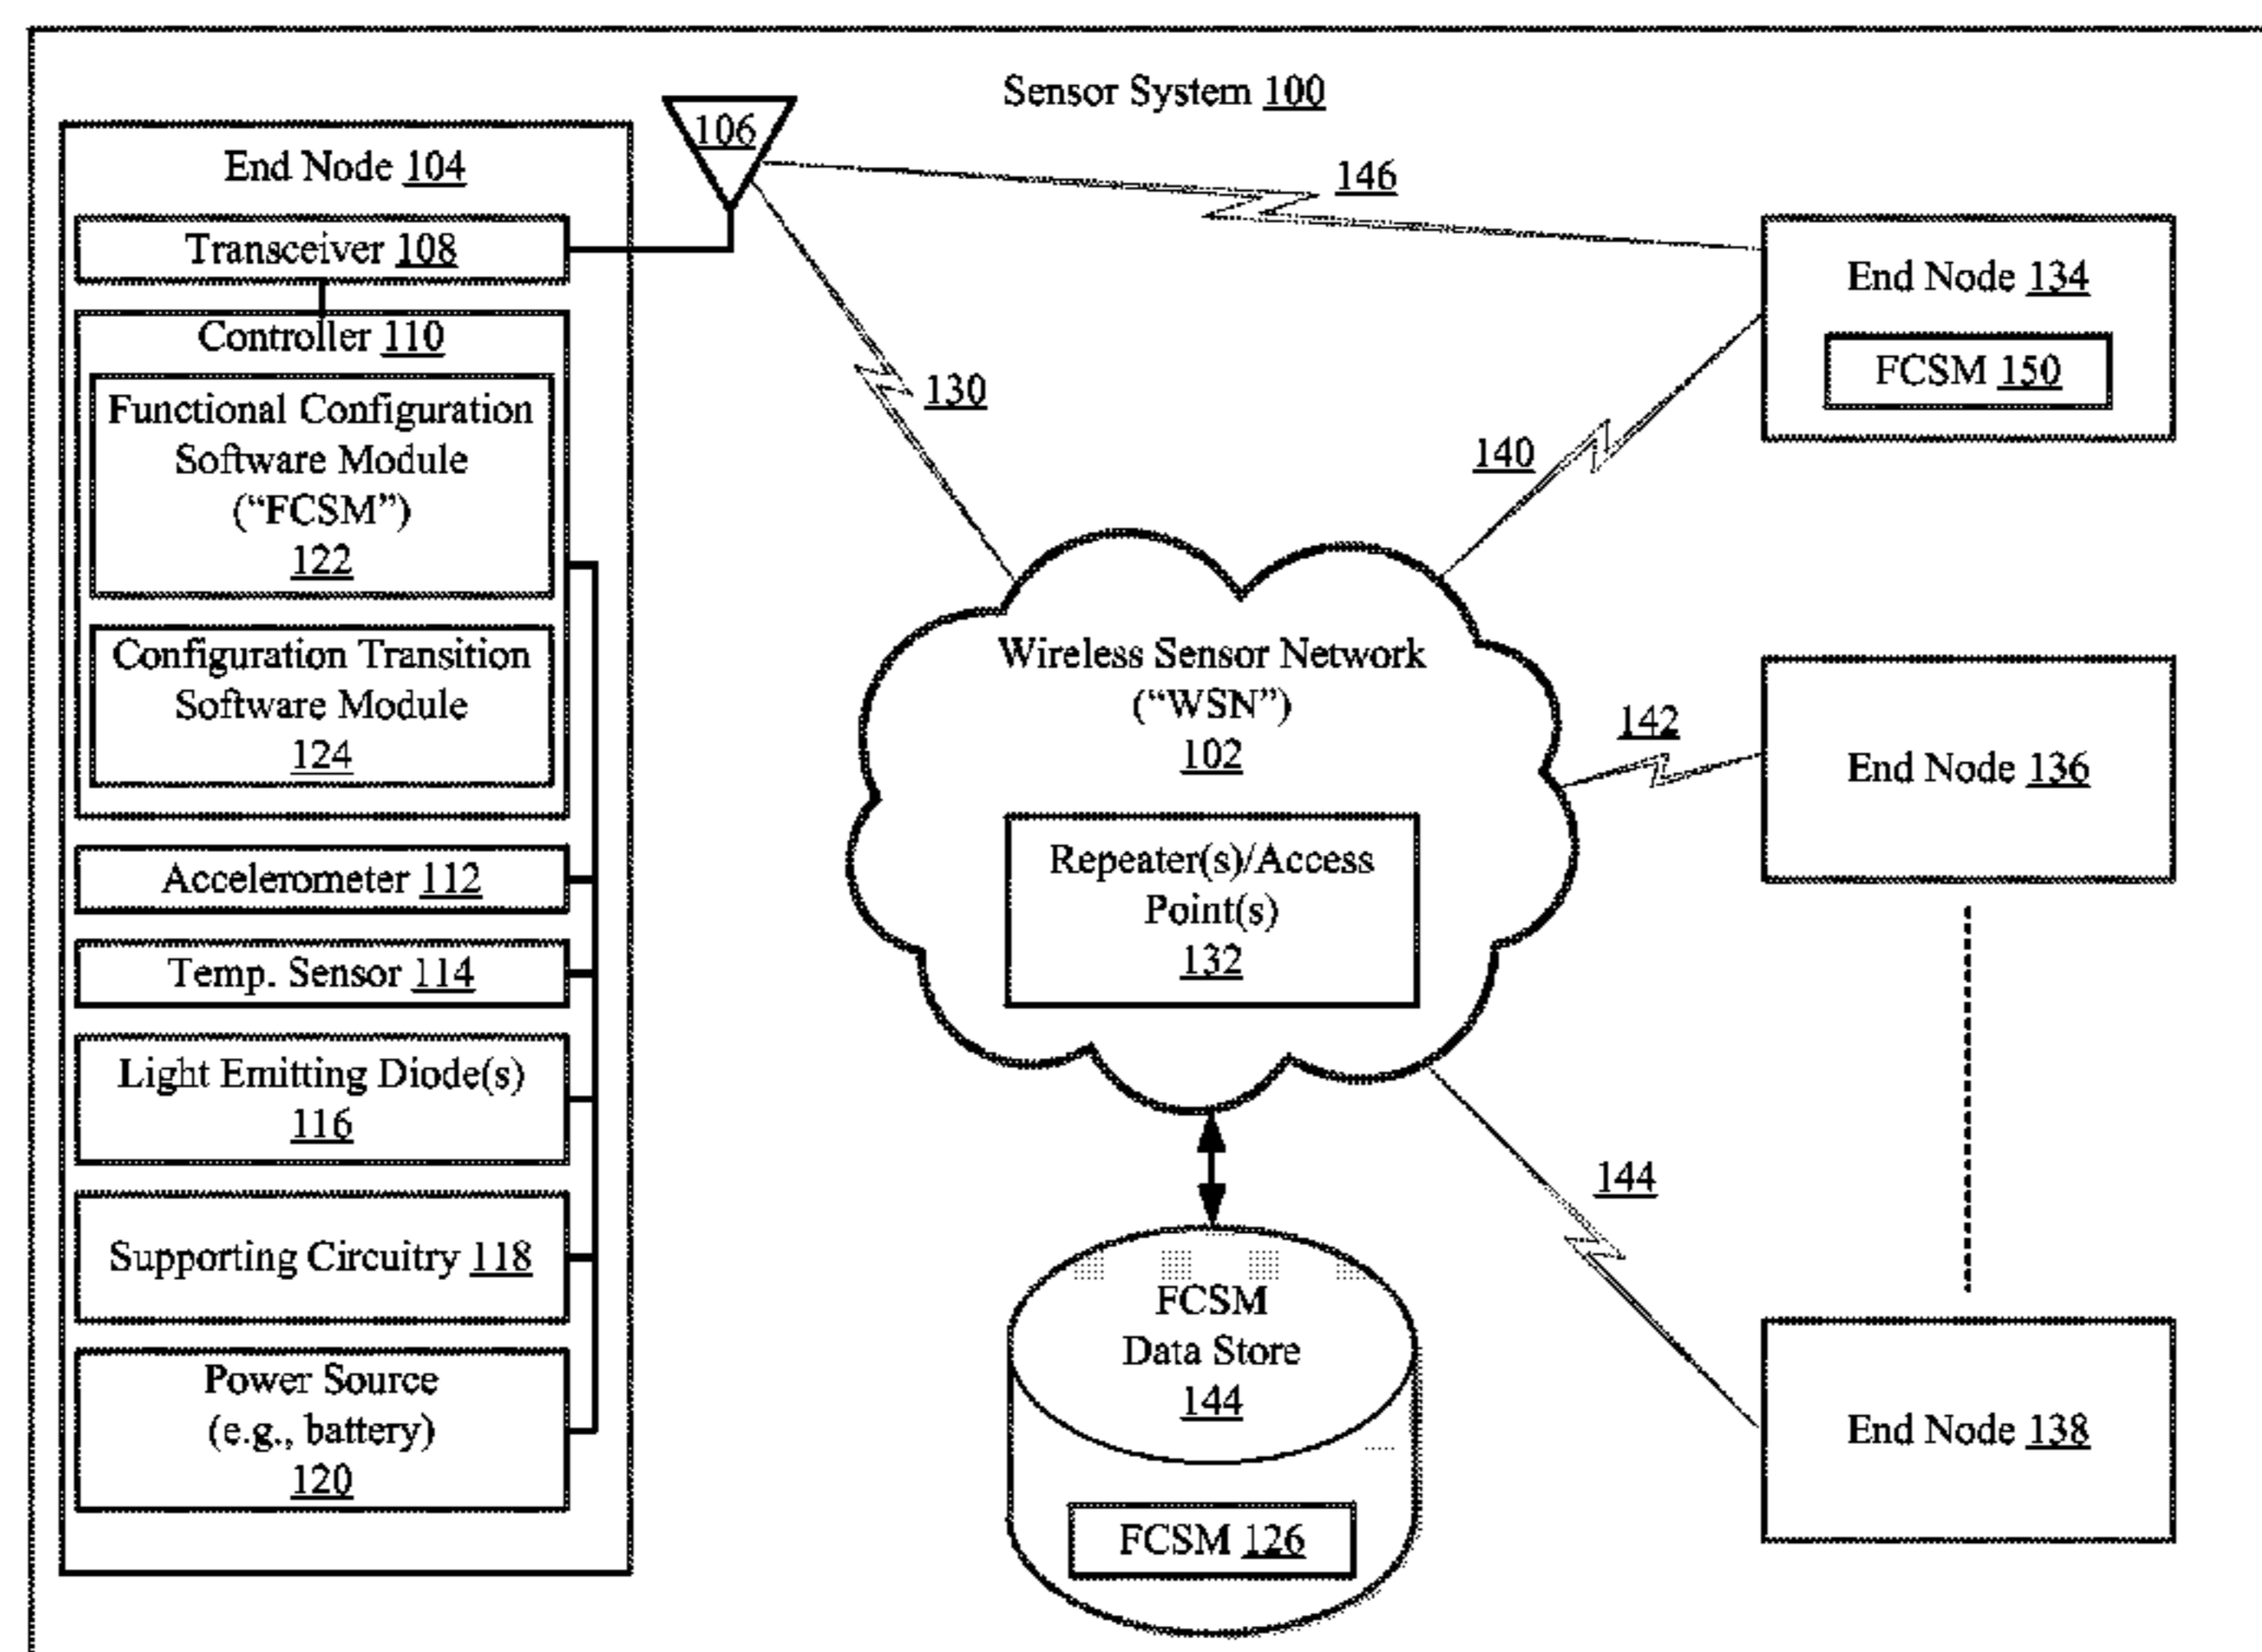 Sensor System 100
106
End Node 104
Transceiver 108
Controller 110
Functional Configuration
Software Module
(“FCSM”)
122
Configuration Transition
Software Module
124
Accelerometer 112
Temp. Sensor 114
Light Emitting Diode(s)
116
Supporting Circuitry 118
Power Source
(e.g., battery)
120
146
130
140
142
144
Wireless Sensor Network
(“WSN”)
102
Repeater(s)/Access
Point(s)
132
FCSM
Data Store
144
FCSM 126
End Node 134
FCSM 150
End Node 136
End Node 138